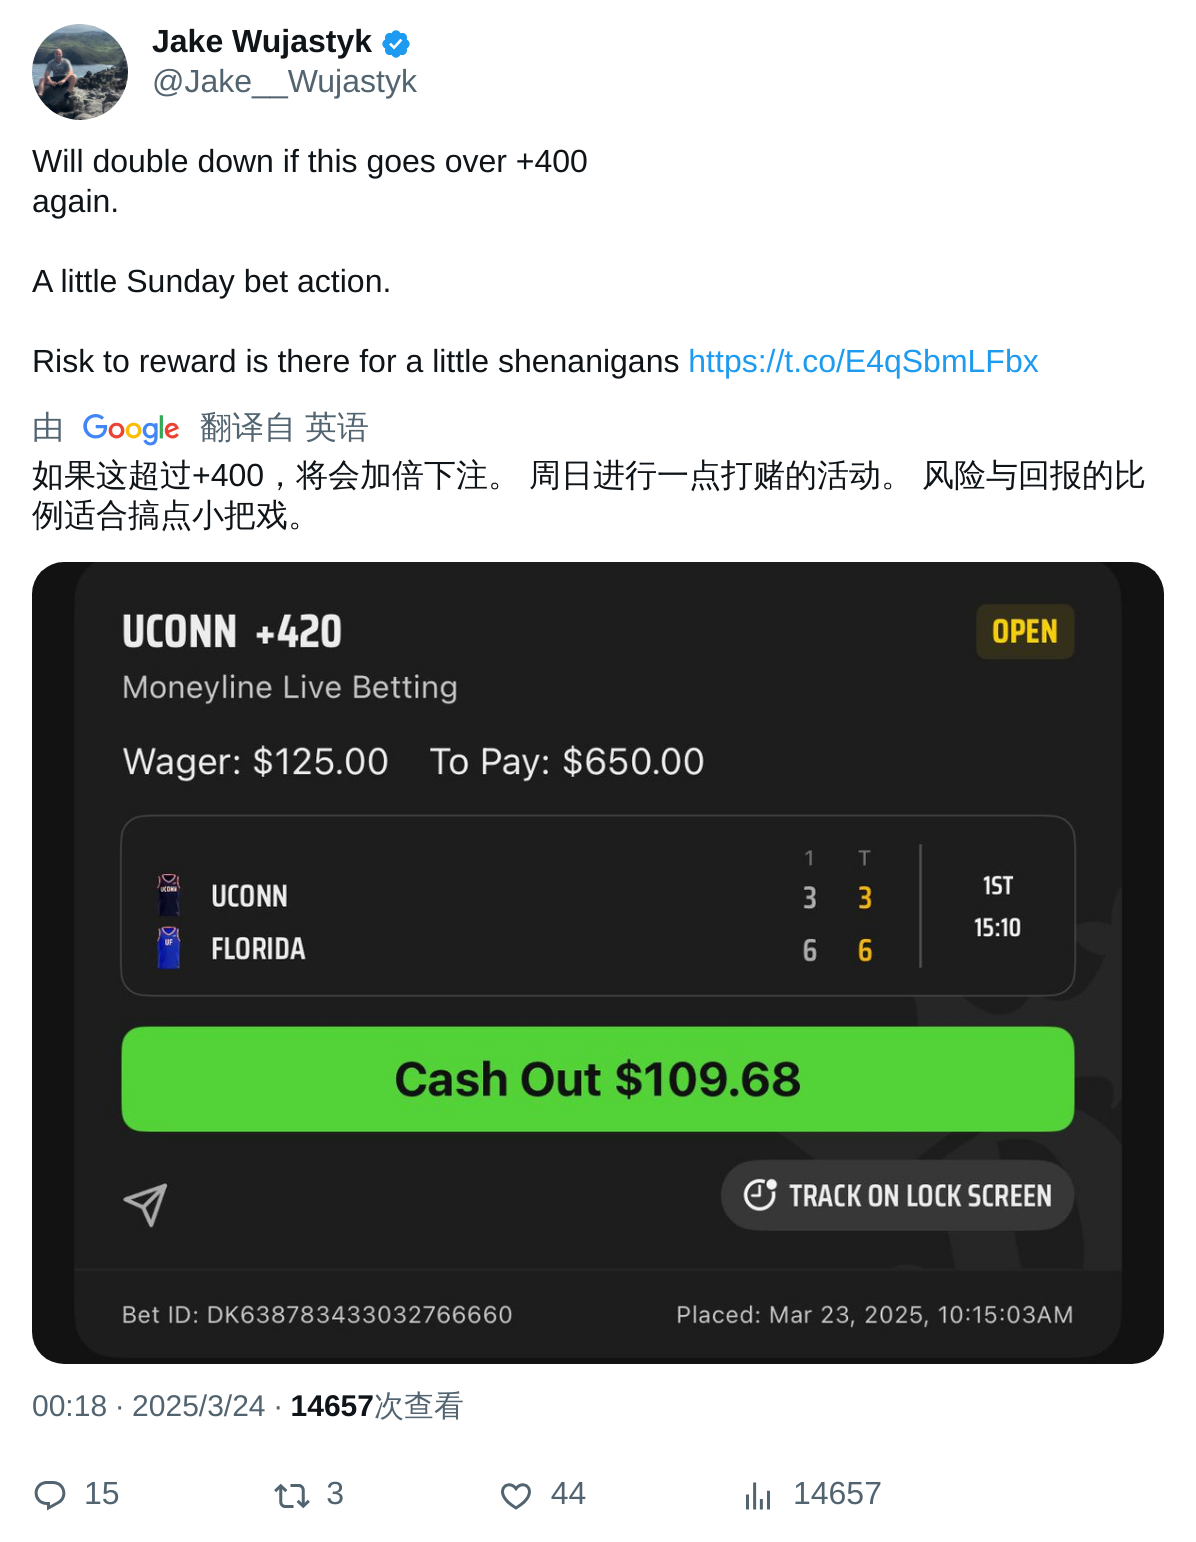 Jake Wujastyk
@Jake__Wujastyk
Will double down if this goes over +400
again.
A little Sunday bet action.
Risk to reward is there for a little shenanigans https://t.co/E4qSbmLFbx
由 Google 翻译自 英语
如果这超过+400，将会加倍下注。 周日进行一点打赌的活动。 风险与回报的比
例适合搞点小把戏。
UCONN +420
OPEN
Moneyline Live Betting
Wager: $125.00 To Pay: $650.00
1 T
UCONN 3 3
FLORIDA 6 6
1ST
15:10
Cash Out $109.68
TRACK ON LOCK SCREEN
Bet ID: DK638783433032766660
Placed: Mar 23, 2025, 10:15:03AM
00:18 · 2025/3/24 · 14657次查看
15 3 44 14657